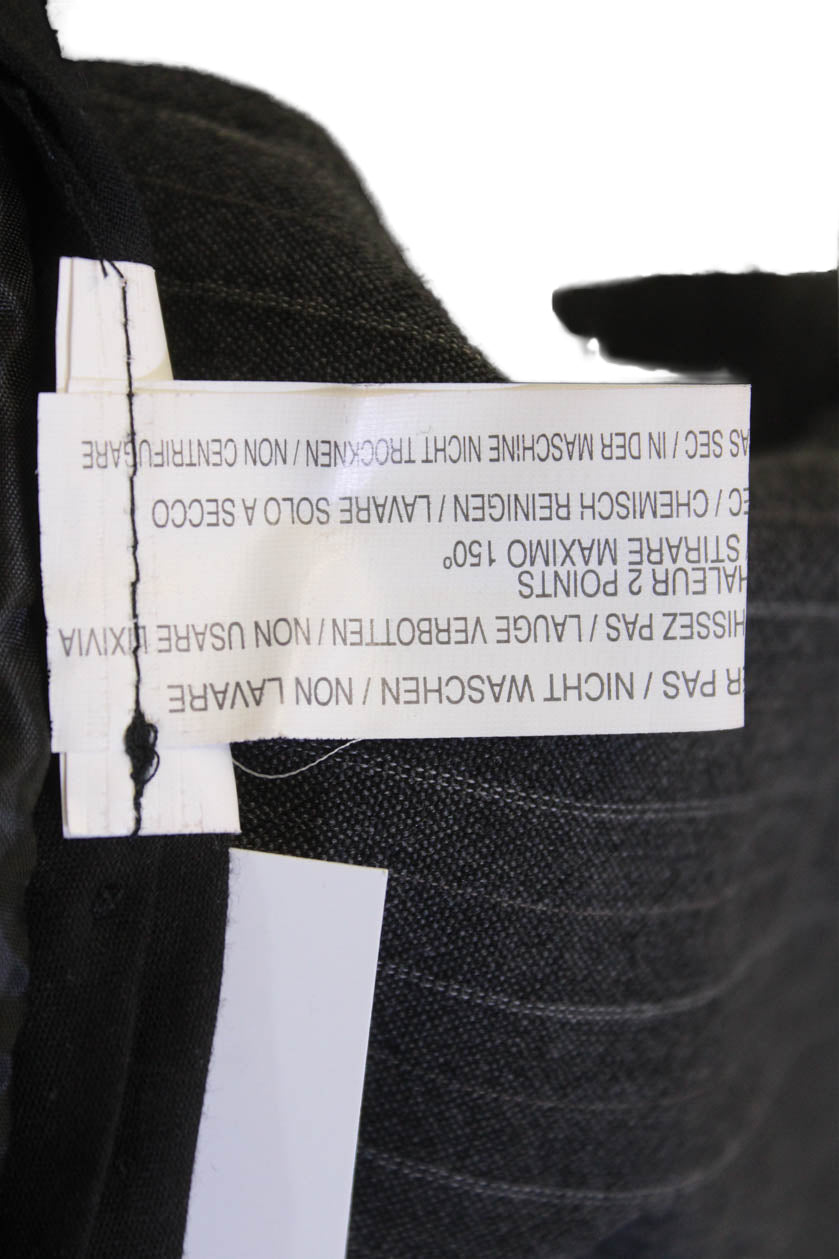 R PAS / NICHT WASCHEN / NON LAVARE
HISSEZ PAS / LAUGE VERBOTTEN / NON USARE LIXIVIA
HALEUR 2 POINTS
STIRARE MAXIMO 150°
EC / CHEMISCH REINIGEN / LAVARE SOLO A SECCO
AS SEC / IN DER MASCHINE NICHT TROCKNEN / NON CENTRIFUGARE